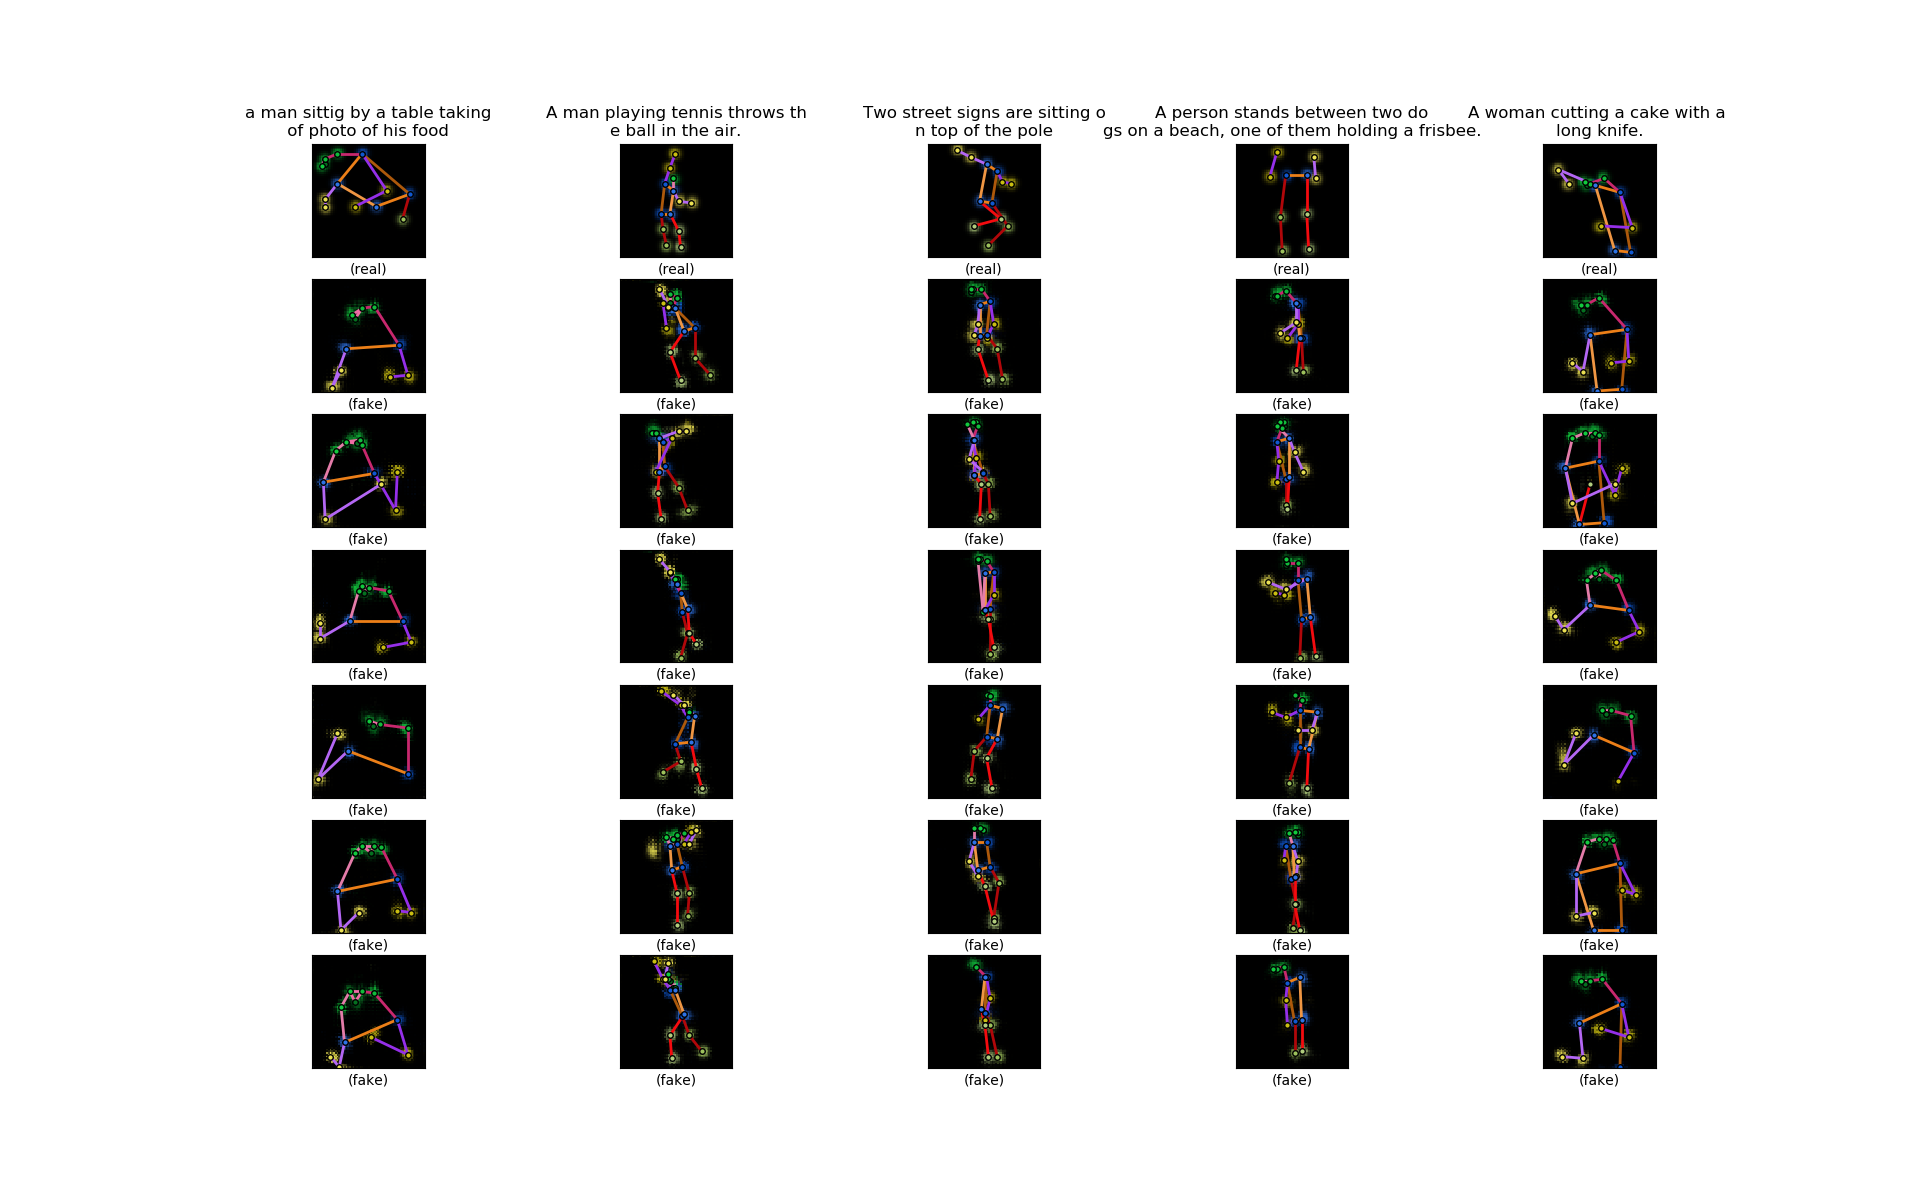 a man sittig by a table taking
of photo of his food
A man playing tennis throws th
e ball in the air.
Two street signs are sitting o
n top of the pole
A person stands between two do
gs on a beach, one of them holding a frisbee.
A woman cutting a cake with a
long knife.
(real) (real) (real) (real) (real)
(fake) (fake) (fake) (fake) (fake)
(fake) (fake) (fake) (fake) (fake)
(fake) (fake) (fake) (fake) (fake)
(fake) (fake) (fake) (fake) (fake)
(fake) (fake) (fake) (fake) (fake)
(fake) (fake) (fake) (fake) (fake)